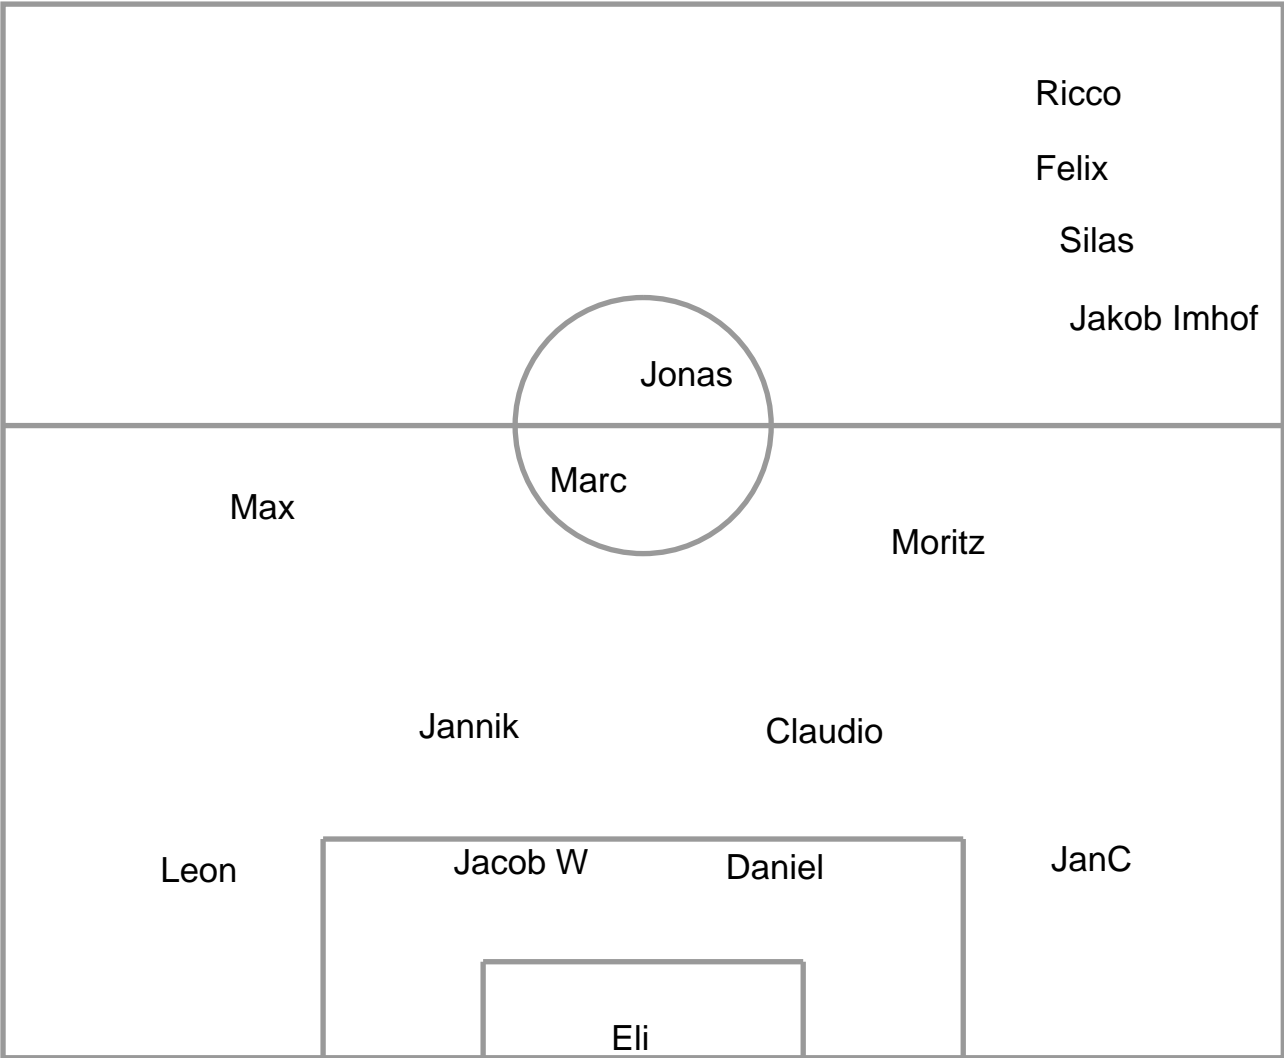 Ricco
Felix
Silas
Jakob Imhof
Jonas
Marc
Max
Moritz
Jannik
Claudio
Leon
Jacob W
Daniel
JanC
Eli